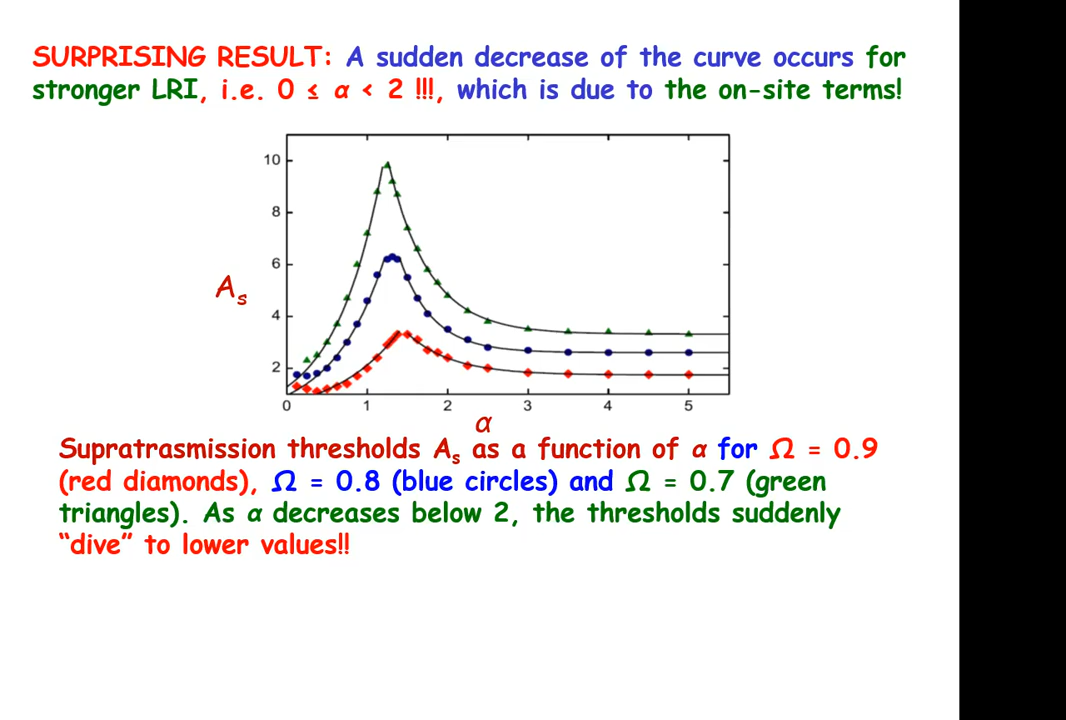 SURPRISING RESULT: A sudden decrease of the curve occurs for
stronger LRI, i.e. 0 ≤ α < 2 !!!, which is due to the on-site terms!
10
8
6
4
2
As
0 1 2 3 4 5
α
Supratrasmission thresholds As as a function of α for Ω = 0.9
(red diamonds), Ω = 0.8 (blue circles) and Ω = 0.7 (green
triangles). As α decreases below 2, the thresholds suddenly
“dive” to lower values!!